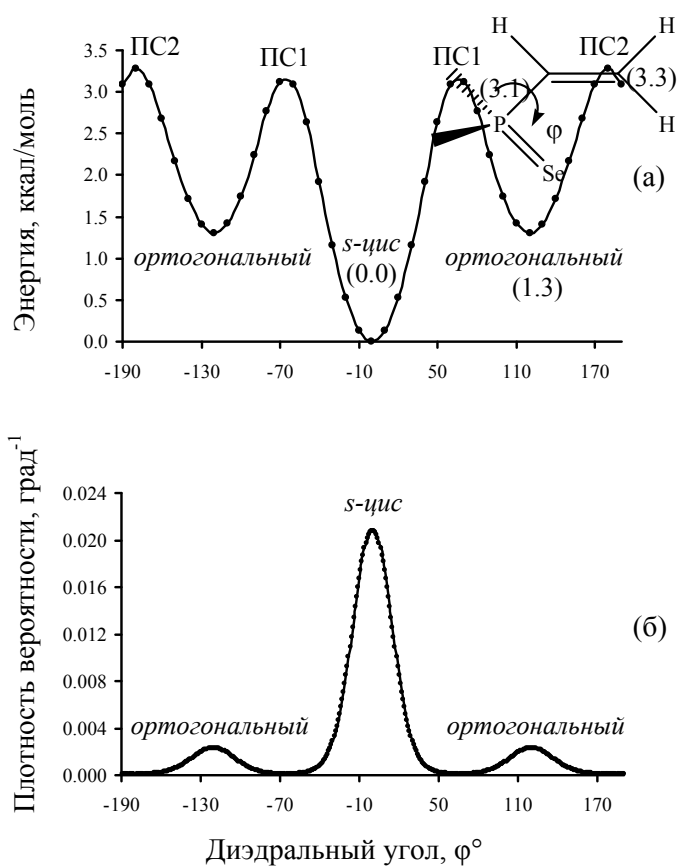 Энергия, ккал/моль
3.5
3.0
2.5
2.0
1.5
1.0
0.5
0.0
ПС2
ПС1
ПС1
ПС2
(3.1)
(3.3)
H
H
H
P
Se
φ
(а)
ортогональный
s-цис
(0.0)
ортогональный
(1.3)
-190 -130 -70 -10 50 110 170
Плотность вероятности, град⁻¹
0.024
0.020
0.016
0.012
0.008
0.004
0.000
s-цис
(б)
ортогональный
ортогональный
-190 -130 -70 -10 50 110 170
Диэдральный угол, φ°